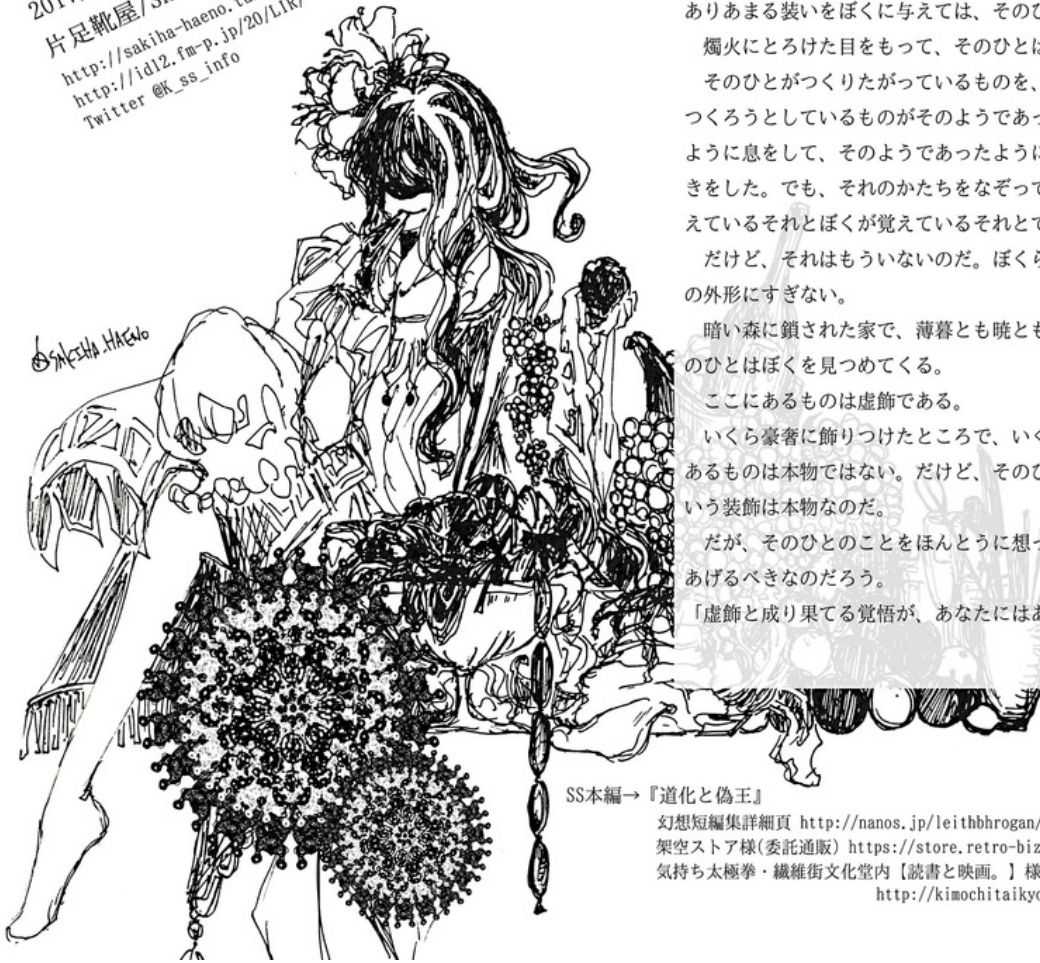 片足靴屋/S
http://sakiha-haeno.
http://id12.fm-p.jp/20/LIR/
Twitter @K_ss_info
SAKIHA.HAENO
ありあまる装いをぼくに与えては、そのひ
燭火にとろけた目をもって、そのひとは
そのひとがつくりたがっているものを、
つくろうとしているものがそのようであっ
ように息をして、そのようであったように
きをした。でも、それのかたちをなぞって
えているそれとぼくが覚えているそれとで
だけど、それはもういないのだ。ぼくら
の外形にすぎない。
暗い森に鎖された家で、薄暮とも暁とも
のひとはぼくを見つめてくる。
ここにあるものは虚飾である。
いくら豪奢に飾りつけたところで、いく
あるものは本物ではない。だけど、そのひ
いう装飾は本物なのだ。
だが、そのひとのことをほんとうに想っ
あげるべきなのだろう。
「虚飾と成り果てる覚悟が、あなたにはあ
SS本編→『道化と偽王』
幻想短編集詳細頁 http://nanos.jp/leithbhrogan/
架空ストア様(委託通販) https://store.retro-biz
気持ち太極拳・繊維街文化堂内【読書と映画。】様
http://kimochitaikyo